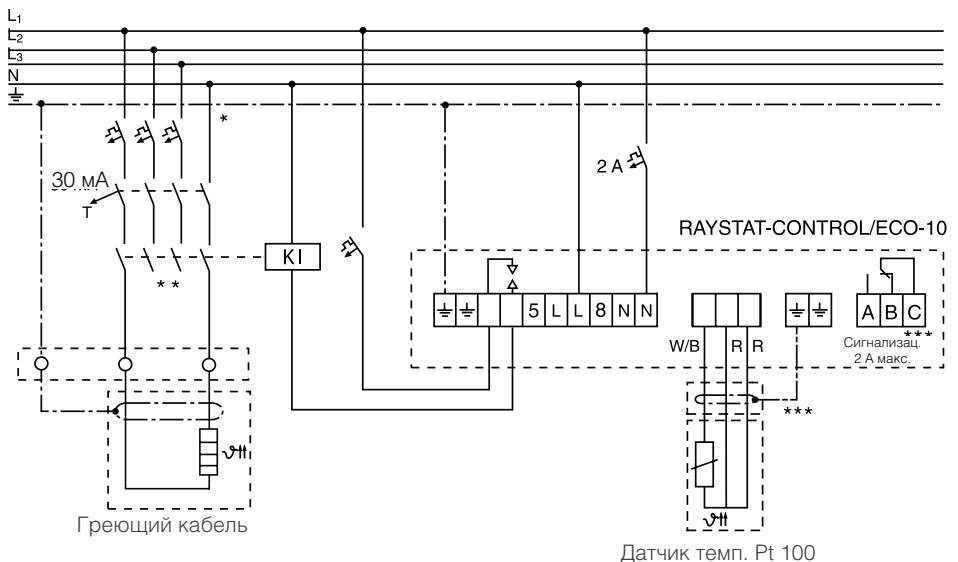 L1
L2
L3
N
*
2 A
30 мА
T
RAYSTAT-CONTROL/ECO-10
KI
* *
5 L L 8 N N
A B C
***
W/B R R
Сигнализац.
2 А макс.
***
Греющий кабель
Датчик темп. Pt 100